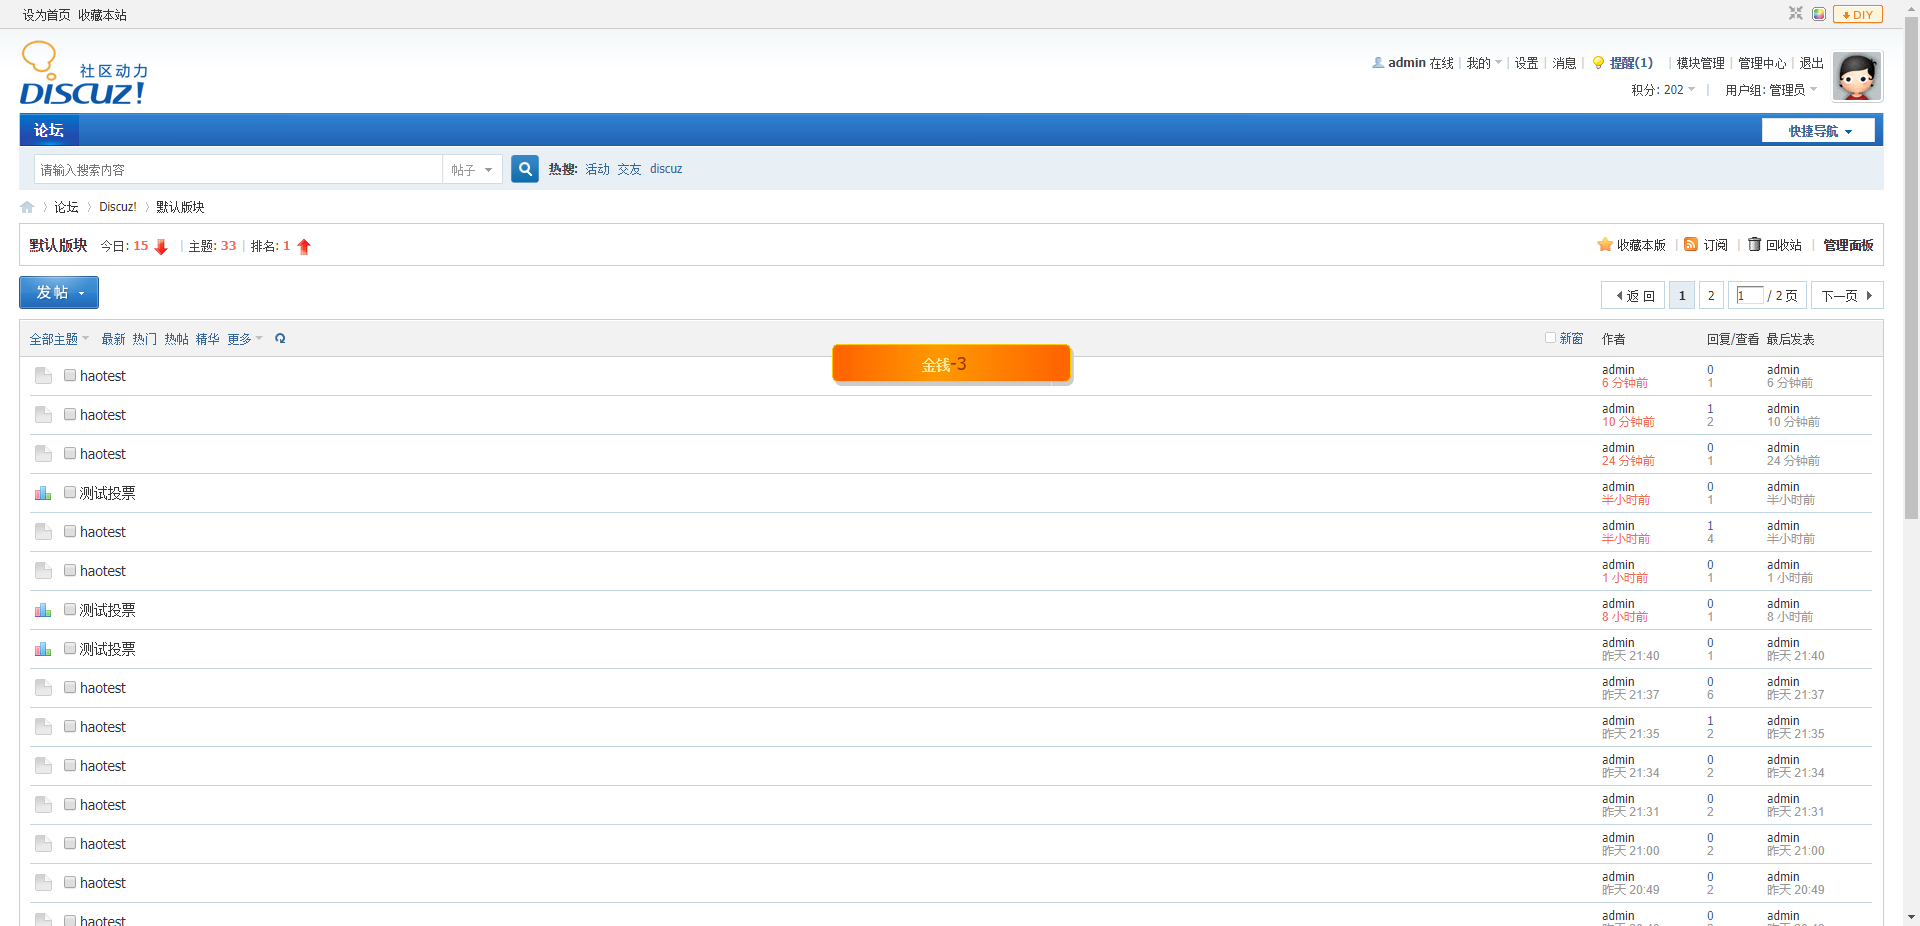 设为首页 收藏本站
DIY
社区动力
DISCUZ!
admin 在线 我的 设置 消息 提醒(1) 模块管理 管理中心 退出
积分: 202 用户组: 管理员
论坛 快捷导航
请输入搜索内容 帖子 热搜: 活动 交友 discuz
论坛 Discuz! 默认版块
默认版块 今日: 15 主题: 33 排名: 1 收藏本版 订阅 回收站 管理面板
发帖 返回 1 2 1 / 2 页 下一页
全部主题 最新 热门 热帖 精华 更多 新窗 作者 回复/查看 最后发表
金钱-3
haotest admin 0 admin
6 分钟前 1 6 分钟前
haotest admin 1 admin
10 分钟前 2 10 分钟前
haotest admin 0 admin
24 分钟前 1 24 分钟前
测试投票 admin 0 admin
半小时前 1 半小时前
haotest admin 1 admin
半小时前 4 半小时前
haotest admin 0 admin
1 小时前 1 1 小时前
测试投票 admin 0 admin
8 小时前 1 8 小时前
测试投票 admin 0 admin
昨天 21:40 1 昨天 21:40
haotest admin 0 admin
昨天 21:37 6 昨天 21:37
haotest admin 1 admin
昨天 21:35 2 昨天 21:35
haotest admin 0 admin
昨天 21:34 2 昨天 21:34
haotest admin 0 admin
昨天 21:31 2 昨天 21:31
haotest admin 0 admin
昨天 21:00 2 昨天 21:00
haotest admin 0 admin
昨天 20:49 2 昨天 20:49
haotest admin 0 admin